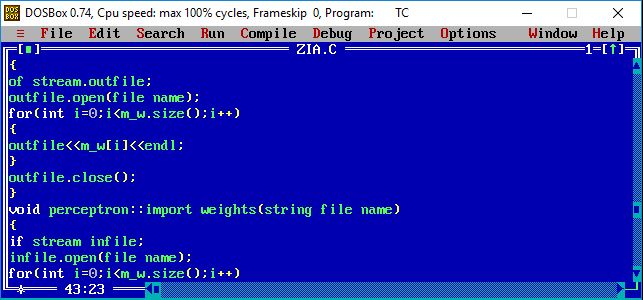 DOSBox 0.74, Cpu speed: max 100% cycles, Frameskip 0, Program: TC
≡ File Edit Search Run Compile Debug Project Options Window Help
[■] ZIA.C 1=[↑]
{
of stream.outfile;
outfile.open(file name);
for(int i=0;i<m_w.size();i++)
{
outfile<<m_w[i]<<endl;
}
outfile.close();
}
void perceptron::import weights(string file name)
{
if stream infile;
infile.open(file name);
for(int i=0;i<m_w.size();i++)
* 43:23